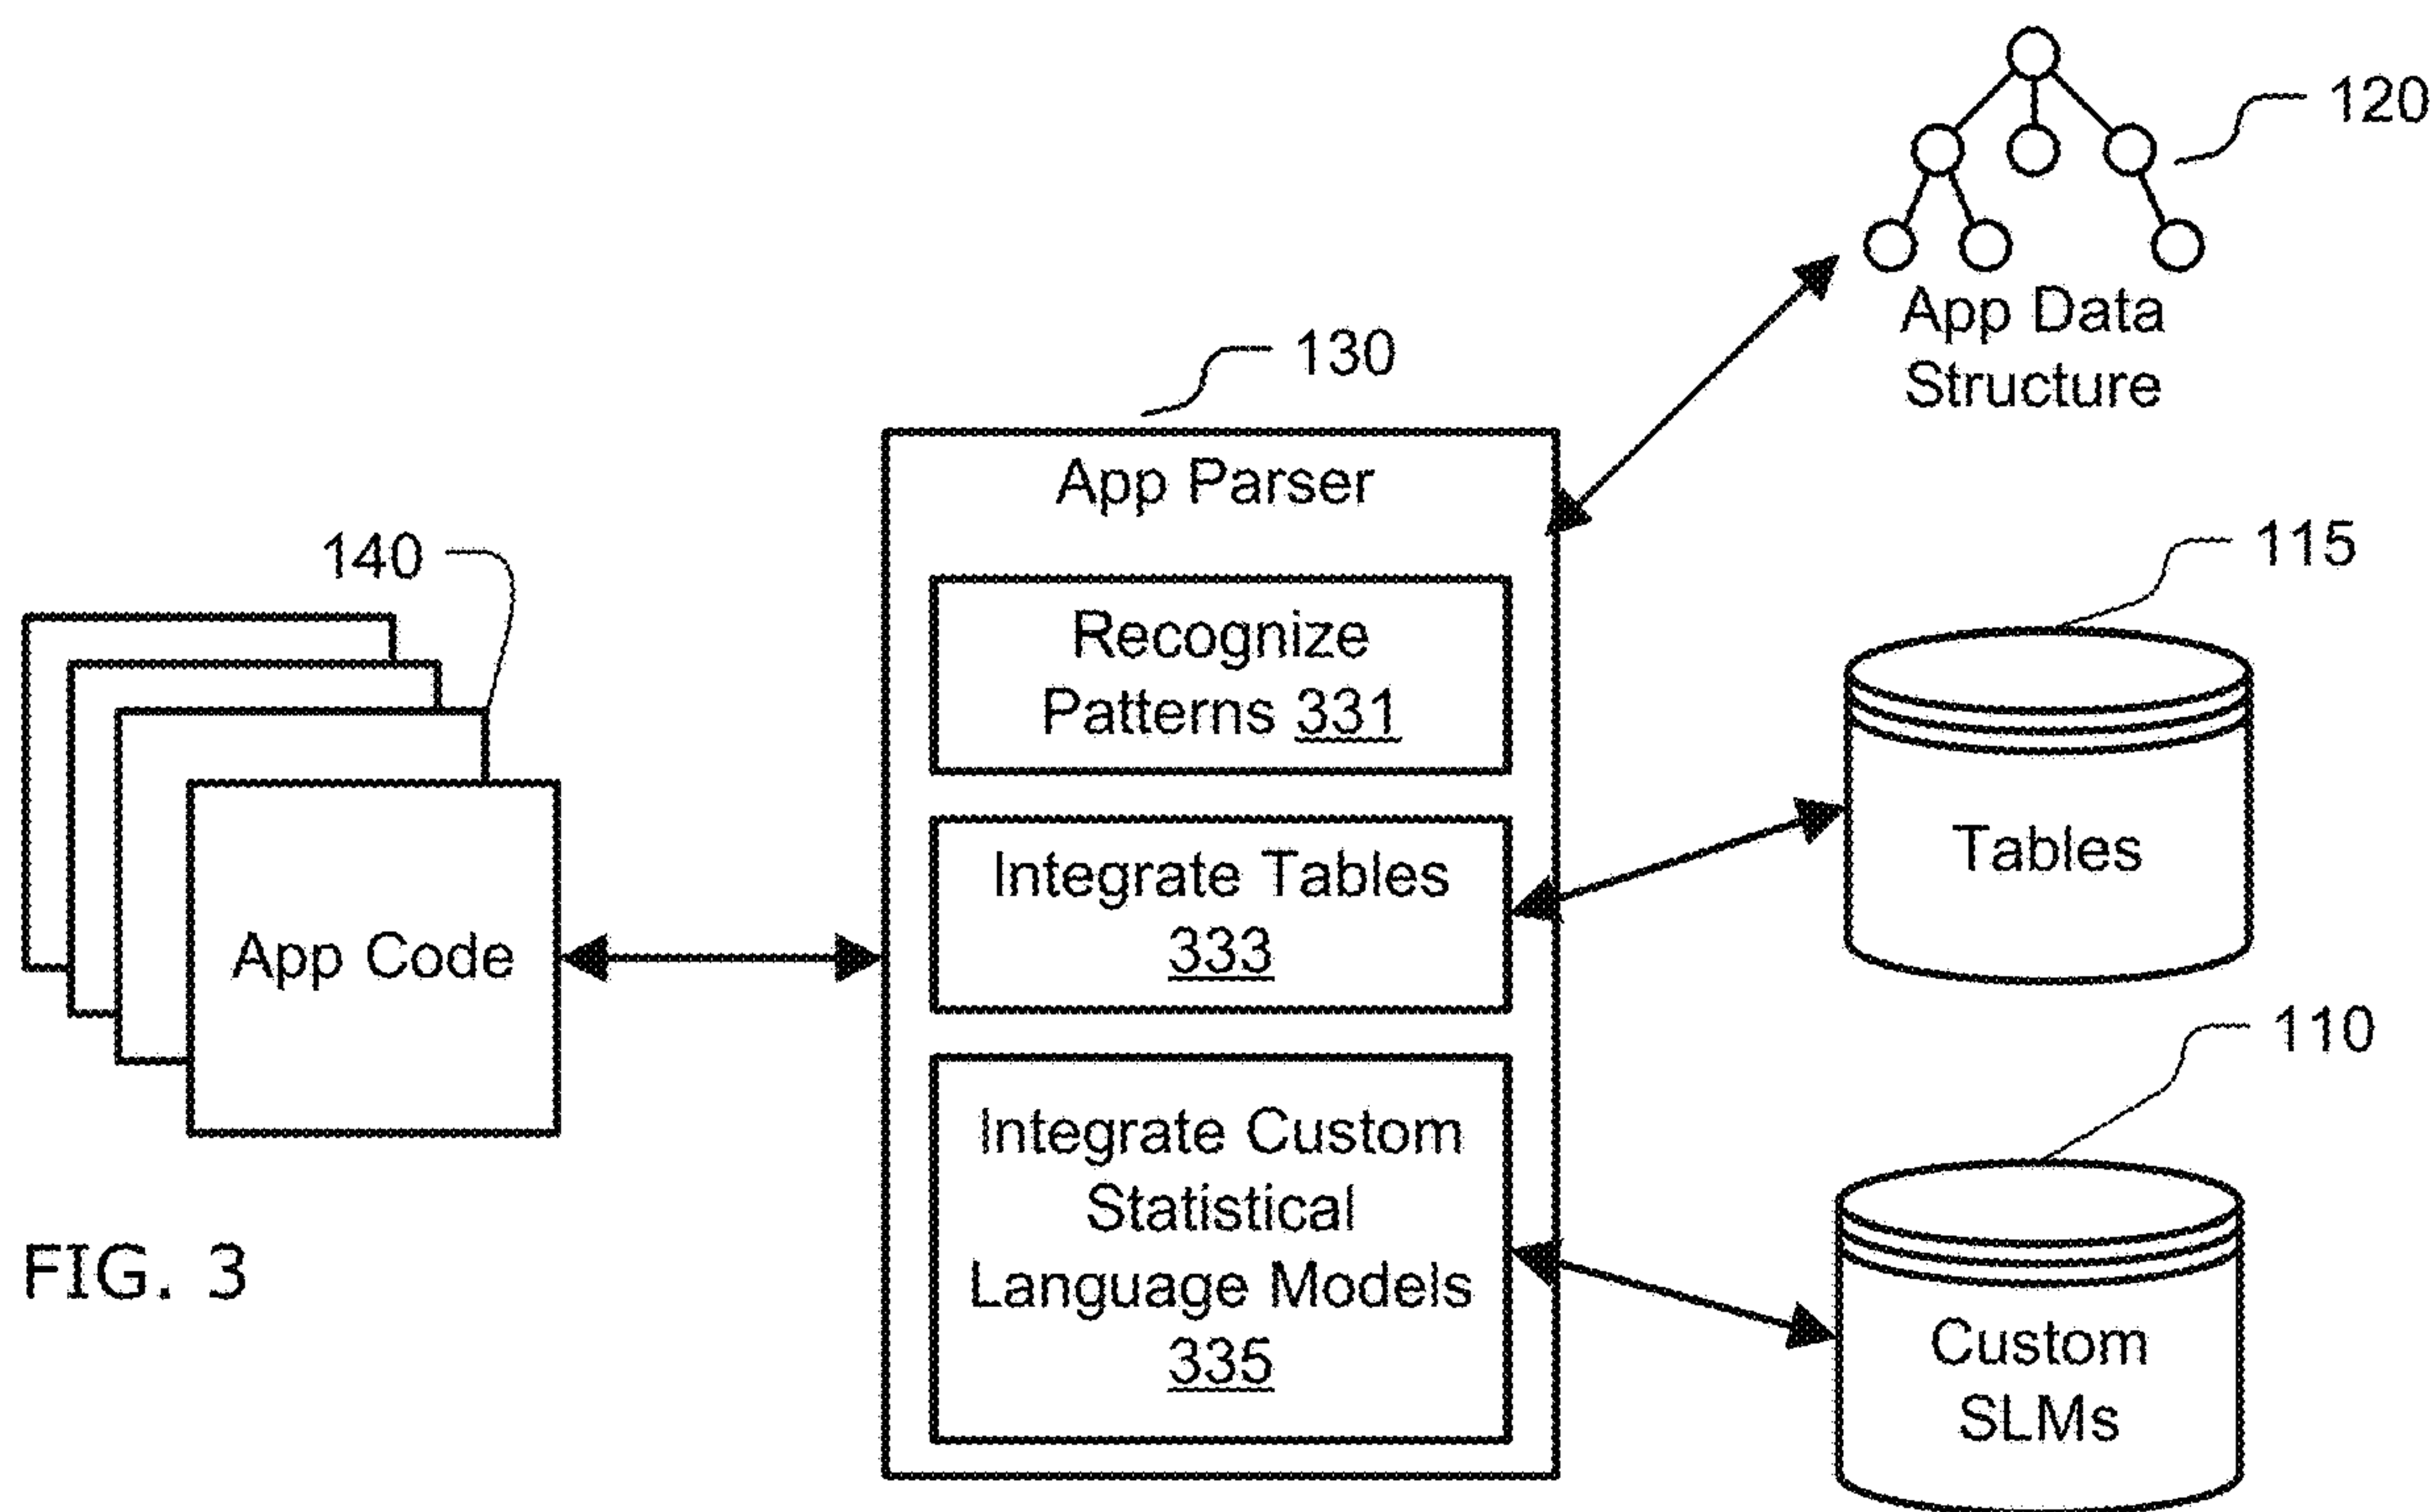 120
App Data
Structure
130
App Parser
115
140
Recognize
Patterns 331
Tables
Integrate Tables
333
App Code
110
Integrate Custom
Statistical
Language Models
335
Custom
SLMs
FIG. 3